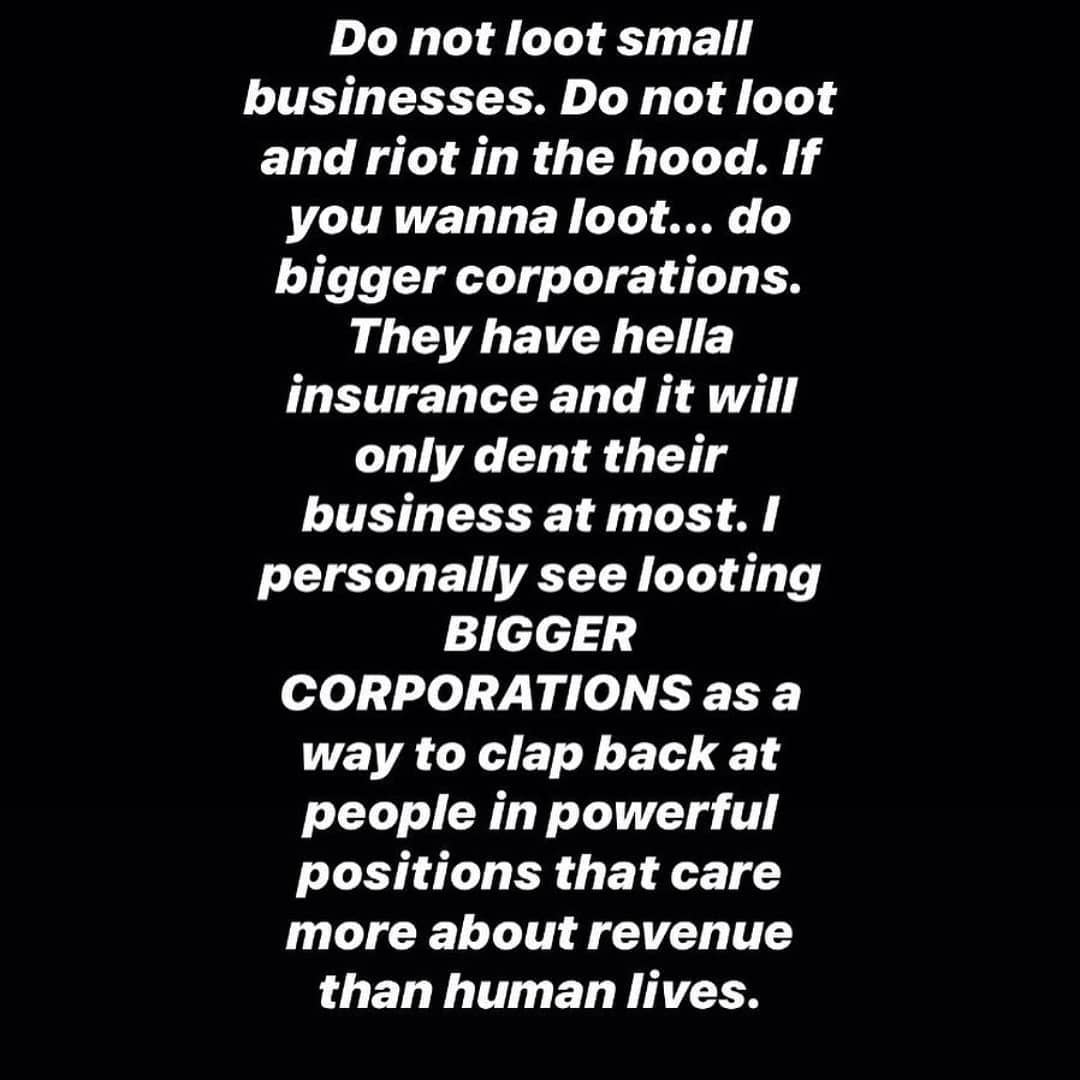 Do not loot small
businesses. Do not loot
and riot in the hood. If
you wanna loot... do
bigger corporations.
They have hella
insurance and it will
only dent their
business at most. I
personally see looting
BIGGER
CORPORATIONS as a
way to clap back at
people in powerful
positions that care
more about revenue
than human lives.